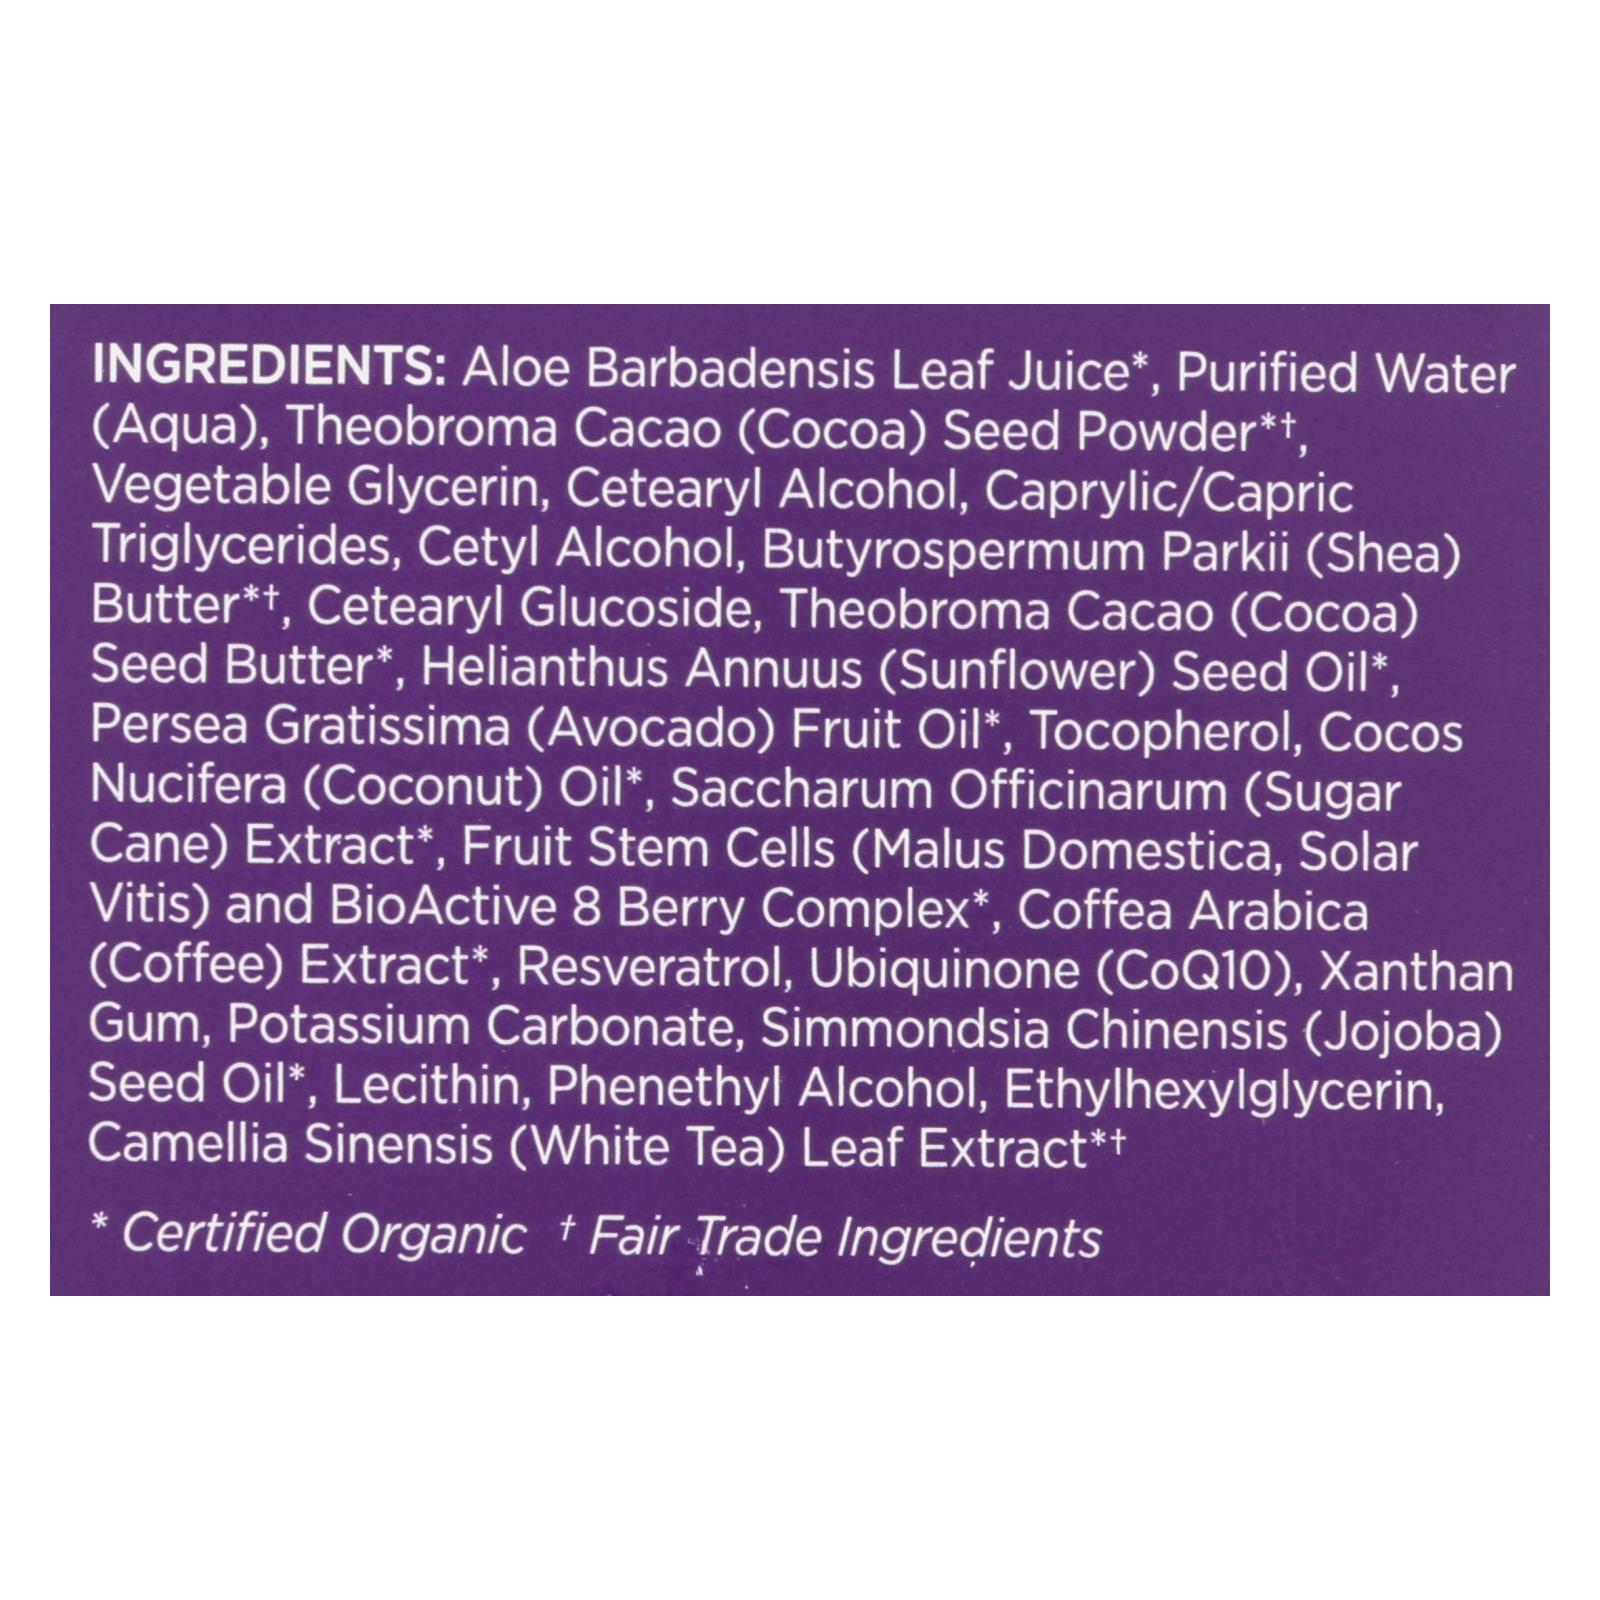 INGREDIENTS: Aloe Barbadensis Leaf Juice*, Purified Water
(Aqua), Theobroma Cacao (Cocoa) Seed Powder*†,
Vegetable Glycerin, Cetearyl Alcohol, Caprylic/Capric
Triglycerides, Cetyl Alcohol, Butyrospermum Parkii (Shea)
Butter*†, Cetearyl Glucoside, Theobroma Cacao (Cocoa)
Seed Butter*, Helianthus Annuus (Sunflower) Seed Oil*,
Persea Gratissima (Avocado) Fruit Oil*, Tocopherol, Cocos
Nucifera (Coconut) Oil*, Saccharum Officinarum (Sugar
Cane) Extract*, Fruit Stem Cells (Malus Domestica, Solar
Vitis) and BioActive 8 Berry Complex*, Coffea Arabica
(Coffee) Extract*, Resveratrol, Ubiquinone (CoQ10), Xanthan
Gum, Potassium Carbonate, Simmondsia Chinensis (Jojoba)
Seed Oil*, Lecithin, Phenethyl Alcohol, Ethylhexylglycerin,
Camellia Sinensis (White Tea) Leaf Extract*†
* Certified Organic † Fair Trade Ingredients